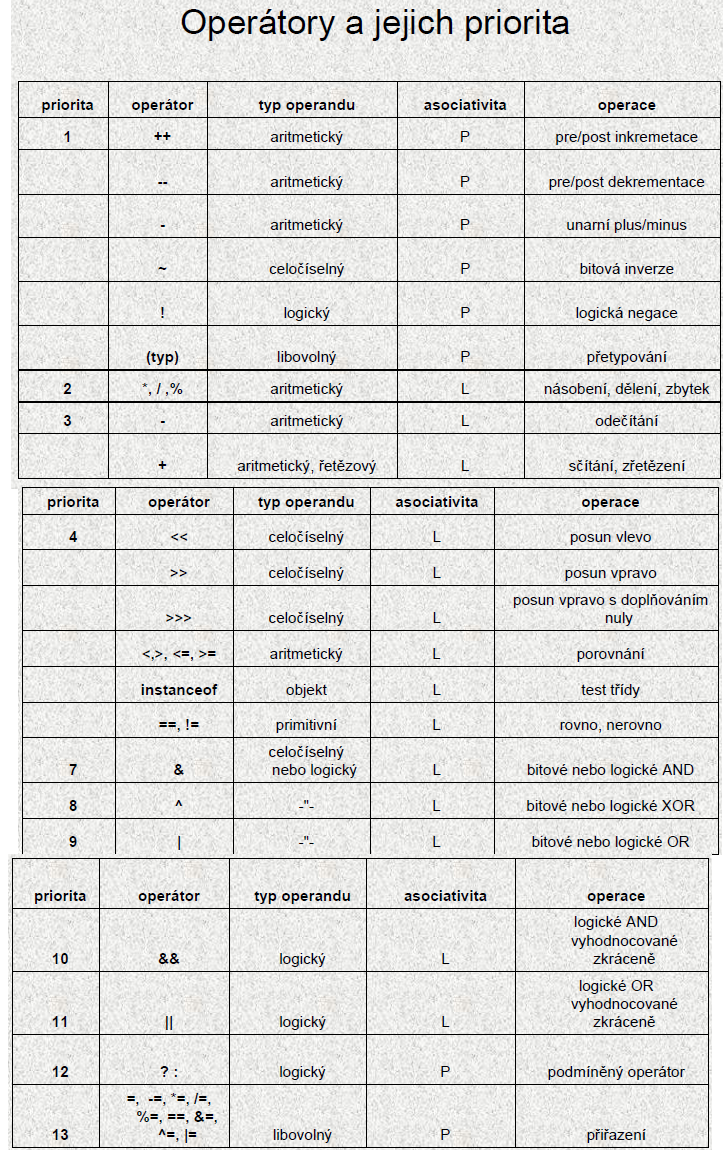 Operátory a jejich priorita
priorita operátor typ operandu asociativita operace
1 ++ aritmetický P pre/post inkremetace
-- aritmetický P pre/post dekrementace
- aritmetický P unarní plus/minus
~ celočíselný P bitová inverze
! logický P logická negace
(typ) libovolný P přetypování
2 *, / ,% aritmetický L násobení, dělení, zbytek
3 - aritmetický L odečítání
+ aritmetický, řetězový L sčítání, zřetězení
priorita operátor typ operandu asociativita operace
4 << celočíselný L posun vlevo
>> celočíselný L posun vpravo
posun vpravo s doplňováním
>>> celočíselný L nuly
<,>, <=, >= aritmetický L porovnání
instanceof objekt L test třídy
==, != primitivní L rovno, nerovno
celočíselný
7 & nebo logický L bitové nebo logické AND
8 ^ -"- L bitové nebo logické XOR
9 | -"- L bitové nebo logické OR
priorita operátor typ operandu asociativita operace
logické AND
vyhodnocované
10 && logický L zkráceně
logické OR
vyhodnocované
11 || logický L zkráceně
12 ? : logický P podmíněný operátor
=, -=, *=, /=,
%=, ==, &=,
13 ^=, |= libovolný P přiřazení